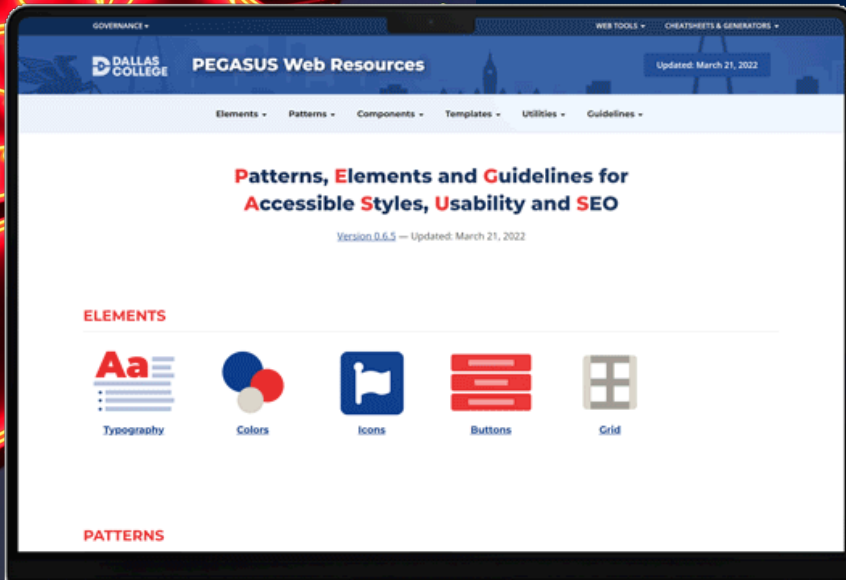 GOVERNANCE
WEB TOOLS
CHEATSHEETS & GENERATORS
DALLAS
COLLEGE
PEGASUS Web Resources
Updated: March 21, 2022
Elements
Patterns
Components
Templates
Utilities
Guidelines
Patterns, Elements and Guidelines for
Accessible Styles, Usability and SEO
Version 0.6.5 — Updated: March 21, 2022
ELEMENTS
Aa
Typography
Colors
Icons
Buttons
Grid
PATTERNS